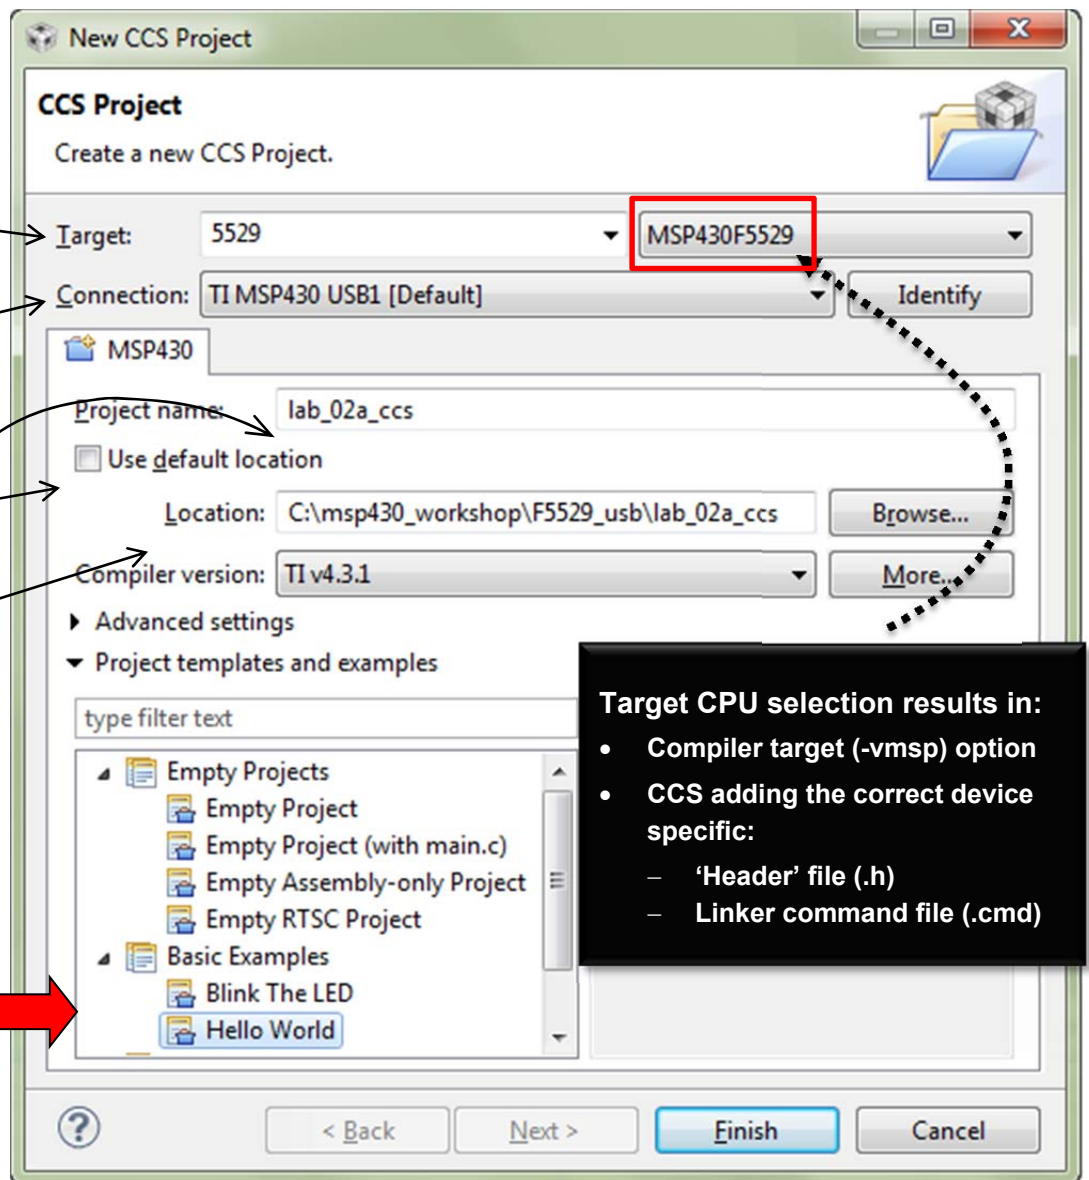 New CCS Project
CCS Project
Create a new CCS Project.
Target: 5529 MSP430F5529
Connection: TI MSP430 USB1 [Default] Identify
MSP430
Project name: lab_02a_ccs
Use default location
Location: C:\msp430_workshop\F5529_usb\lab_02a_ccs Browse...
Compiler version: TI v4.3.1 More...
Advanced settings
Project templates and examples
type filter text
Empty Projects
Empty Project
Empty Project (with main.c)
Empty Assembly-only Project
Empty RTSC Project
Basic Examples
Blink The LED
Hello World
Target CPU selection results in:
• Compiler target (-vmsp) option
• CCS adding the correct device
specific:
– ‘Header’ file (.h)
– Linker command file (.cmd)
? < Back Next > Finish Cancel